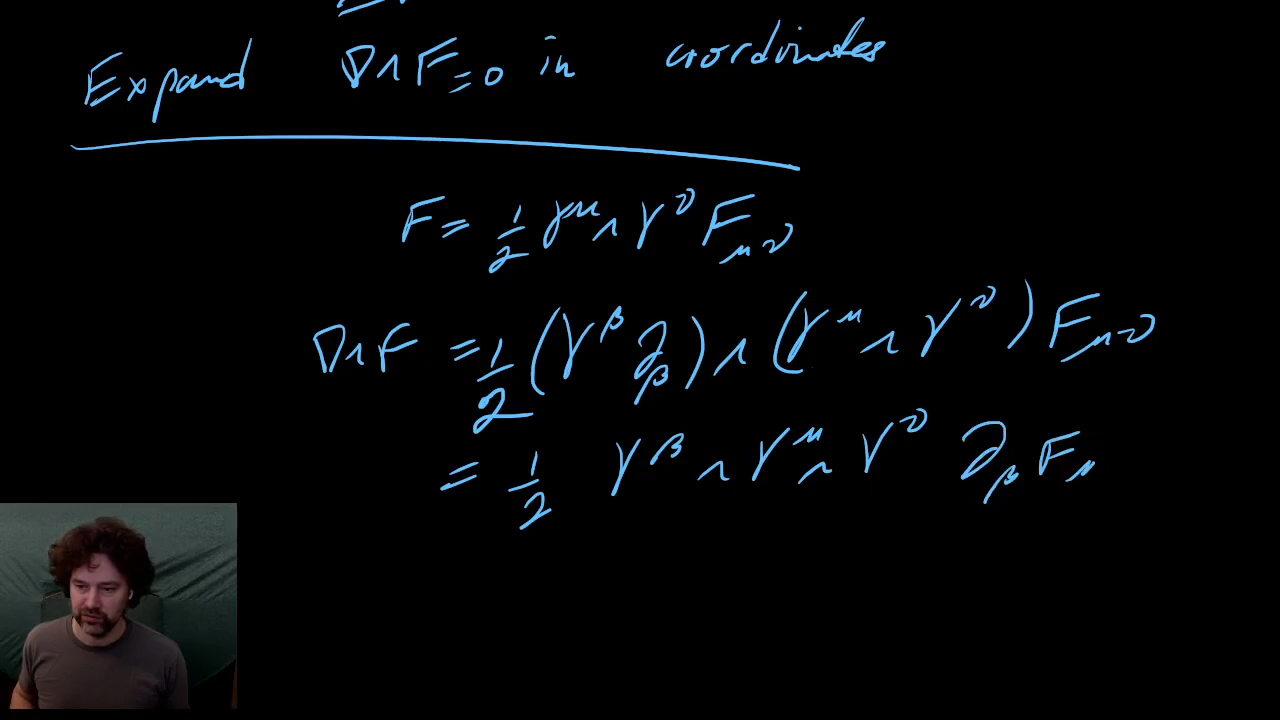 Expand ∇∧F=0 in coordinates
F = 1/2 γ^μ ∧ γ^ν F_μν
∇∧F = 1/2 (γ^β ∂_β) ∧ (γ^μ ∧ γ^ν) F_μν
= 1/2 γ^β ∧ γ^μ ∧ γ^ν ∂_β F_μ